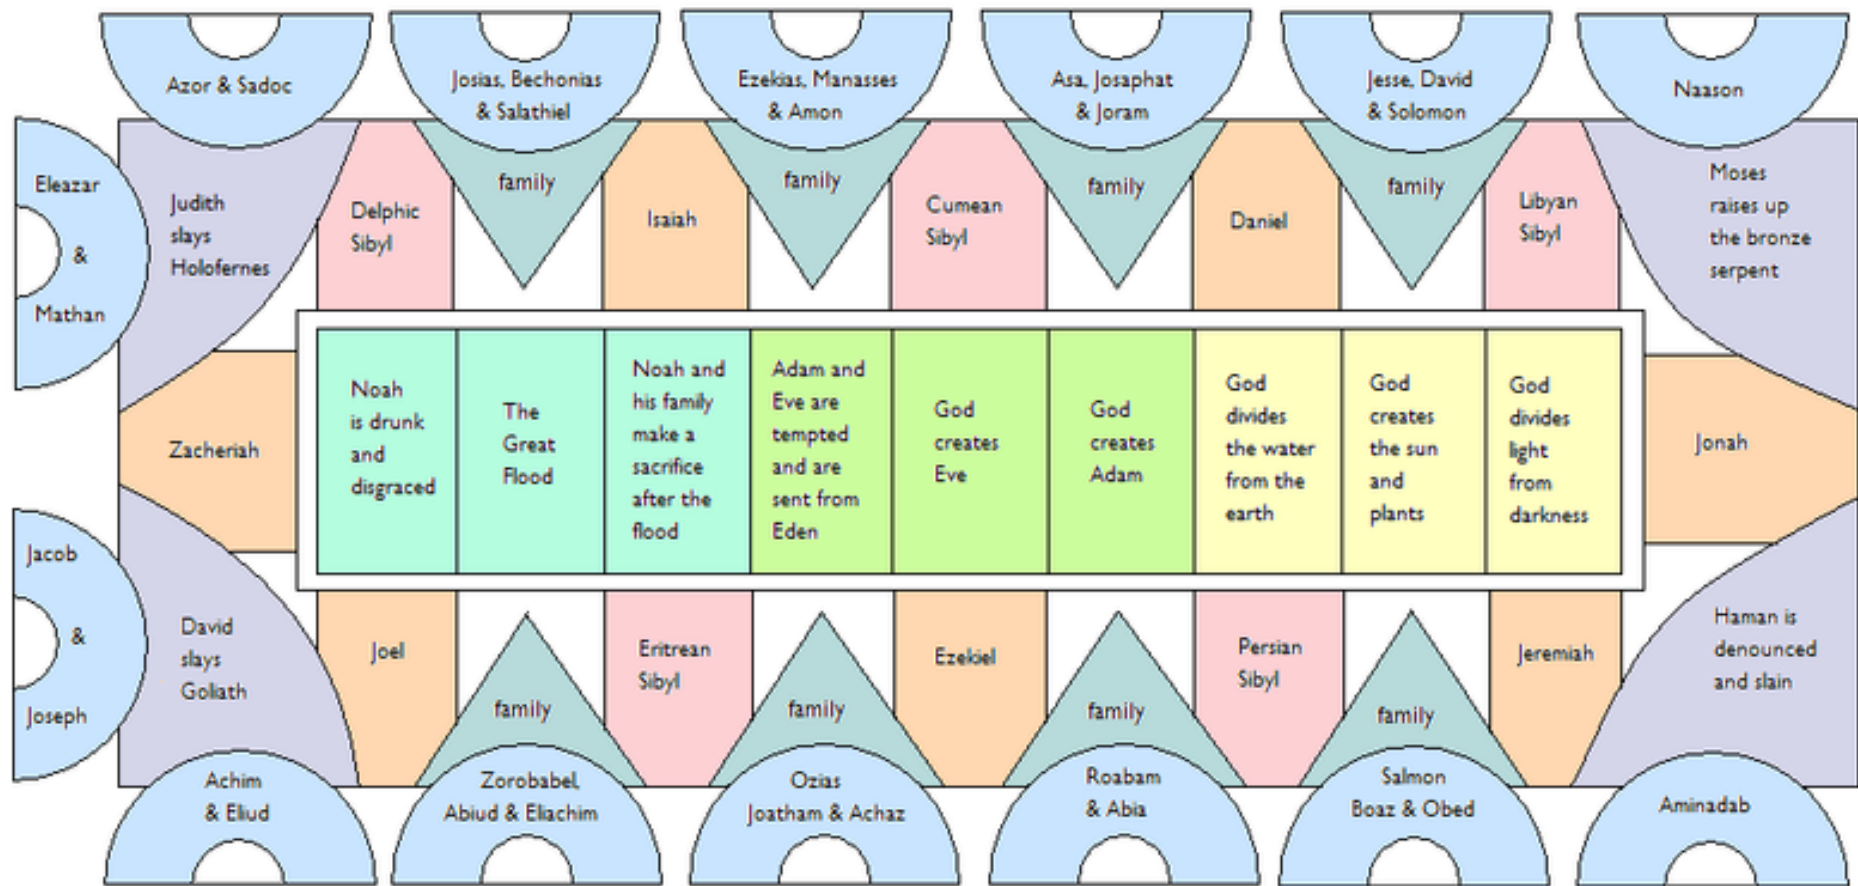 Azor & Sadoc
Josias, Bechonias
& Salathiel
Ezekias, Manasses
& Amon
Asa, Josaphat
& Joram
Jesse, David
& Solomon
Naason
Eleazar
&
Mathan
Judith
slays
Holofernes
Delphic
Sibyl
family
Isaiah
family
Cumean
Sibyl
family
Daniel
family
Libyan
Sibyl
Moses
raises up
the bronze
serpent
Zacheriah
Noah
is drunk
and
disgraced
The
Great
Flood
Noah and
his family
make a
sacrifice
after the
flood
Adam and
Eve are
tempted
and are
sent from
Eden
God
creates
Eve
God
creates
Adam
God
divides
the water
from the
earth
God
creates
the sun
and
plants
God
divides
light
from
darkness
Jonah
Jacob
&
Joseph
David
slays
Goliath
Joel
family
Eritrean
Sibyl
family
Ezekiel
family
Persian
Sibyl
family
Jeremiah
Haman is
denounced
and slain
Achim
& Eliud
Zorobabel,
Abiud & Eliachim
Ozias
Joatham & Achaz
Roabam
& Abia
Salmon
Boaz & Obed
Aminadab